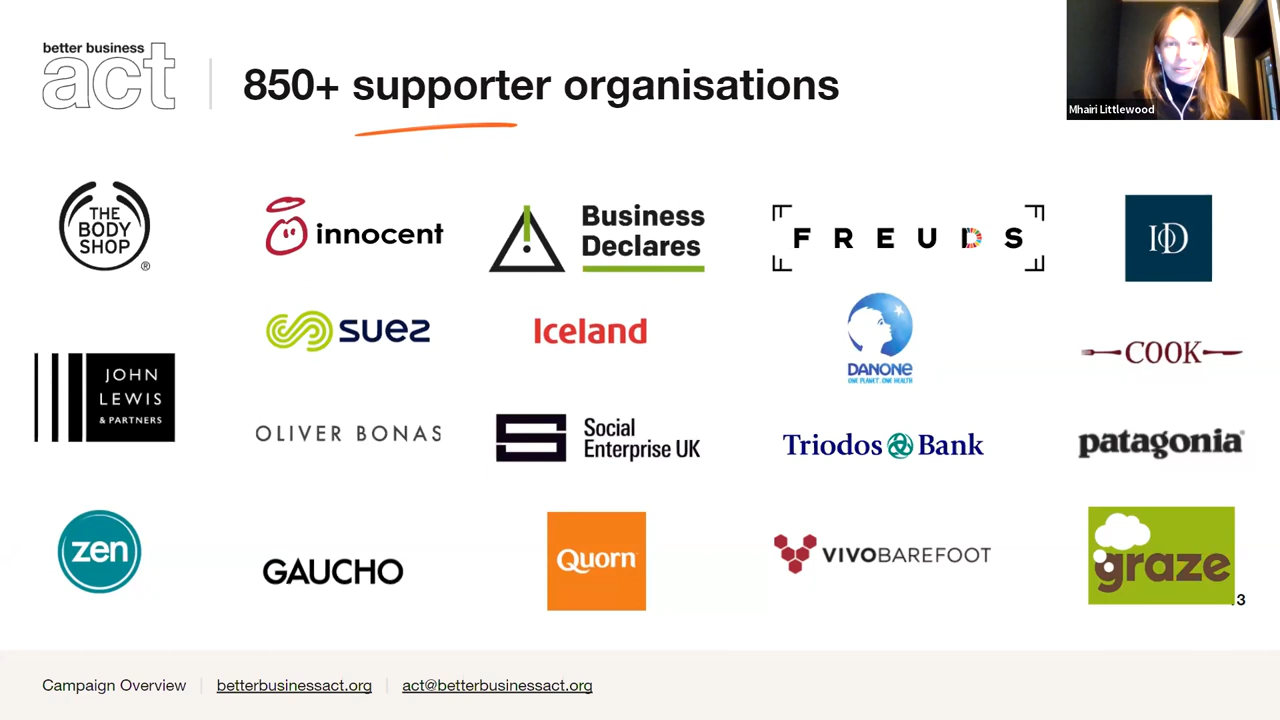 better business
act
850+ supporter organisations
Mhairi Littlewood
THE
BODY
SHOP
®
innocent
Business
Declares
FREUDS
IoD
suez
Iceland
DANONE
ONE PLANET. ONE HEALTH
COOK
JOHN
LEWIS
& PARTNERS
OLIVER BONAS
Social
Enterprise UK
Triodos Bank
patagonia®
zen
GAUCHO
Quorn
VIVOBAREFOOT
graze
3
Campaign Overview | betterbusinessact.org | act@betterbusinessact.org